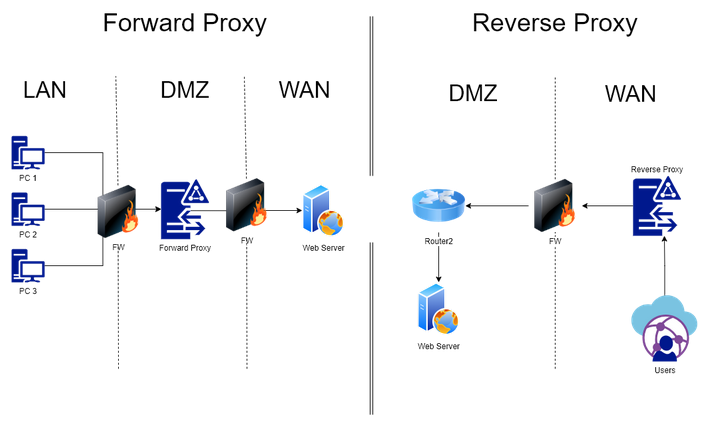 Forward Proxy
Reverse Proxy
LAN
DMZ
WAN
DMZ
WAN
PC 1
PC 2
PC 3
FW
Forward Proxy
FW
Web Server
Reverse Proxy
Router2
FW
Web Server
Users